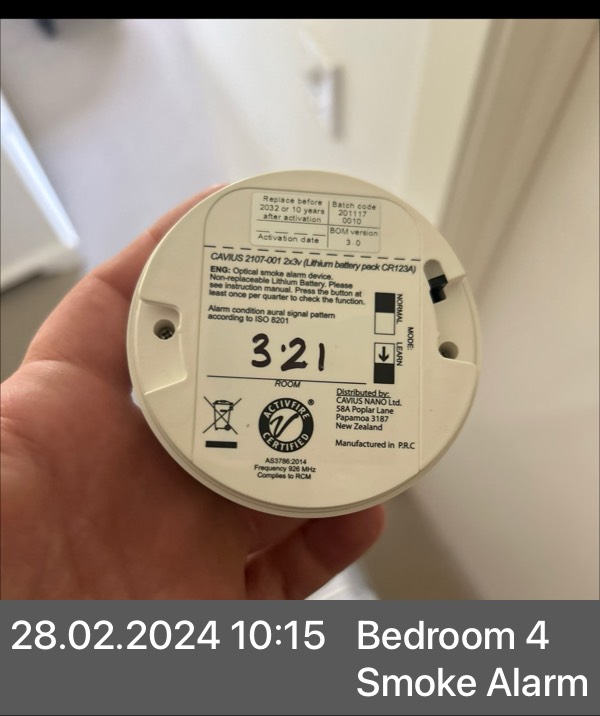 Replace before
2032 or 10 years
after activation
Activation date
Batch code
201117
0010
BOM version
3.0
CAVIUS 2107-001 2x3v (Lithium battery pack CR123A)
ENG: Optical smoke alarm device.
Non-replaceable Lithium Battery. Please
see instruction manual. Press the button at
least once per quarter to check the function.
Alarm condition aural signal pattern
according to ISO 8201
NORMAL
MODE:
LEARN
3·21
ROOM
ACTIVFIRE®
CERTIFIED
Distributed by:
CAVIUS NANO Ltd.
58A Poplar Lane
Papamoa 3187
New Zealand
Manufactured in P.R.C
AS3786:2014
Frequency 926 MHz
Complies to RCM
28.02.2024 10:15
Bedroom 4
Smoke Alarm